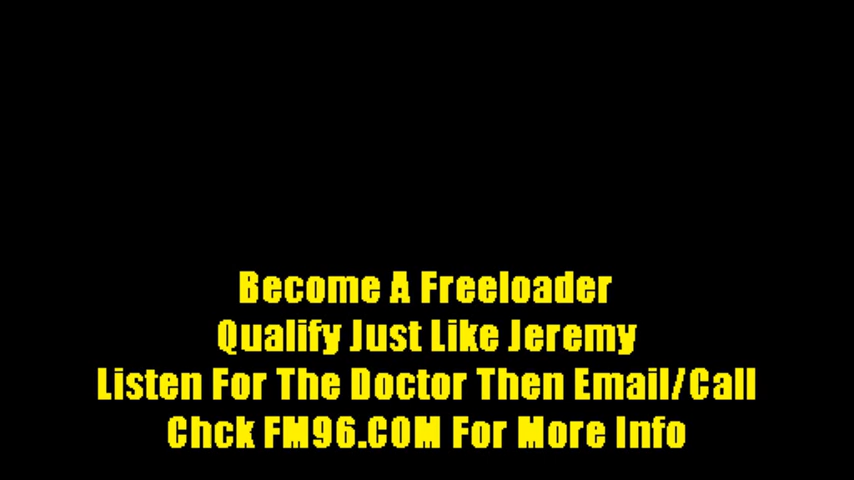 Become A Freeloader
Qualify Just Like Jeremy
Listen For The Doctor Then Email/Call
Chck FM96.COM For More Info